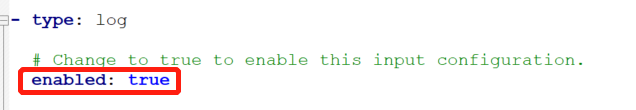 - type: log
# Change to true to enable this input configuration.
enabled: true